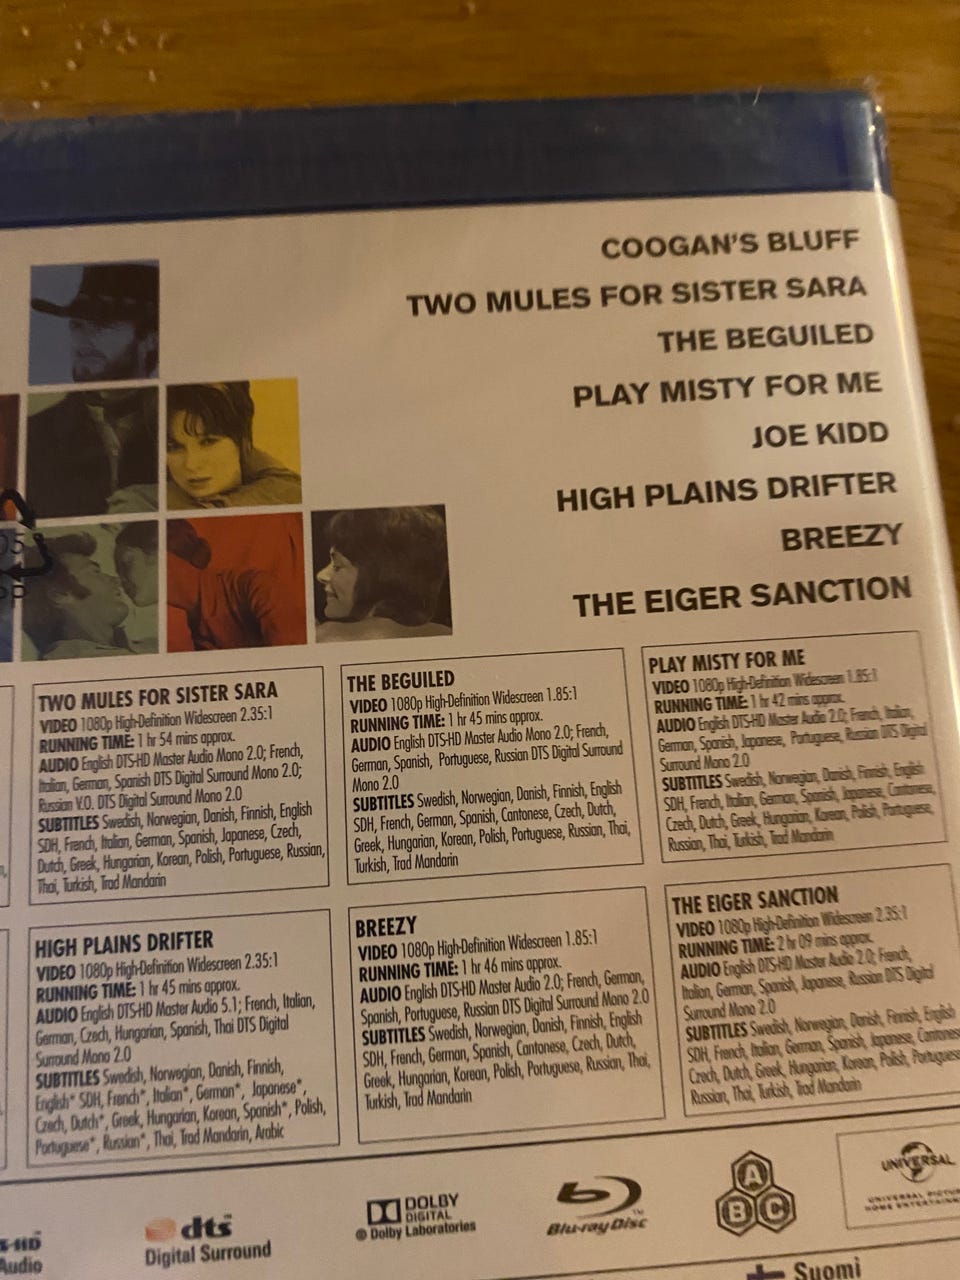 COOGAN'S BLUFF
TWO MULES FOR SISTER SARA
THE BEGUILED
PLAY MISTY FOR ME
JOE KIDD
HIGH PLAINS DRIFTER
BREEZY
THE EIGER SANCTION
TWO MULES FOR SISTER SARA
VIDEO 1080p High-Definition Widescreen 2.35:1
RUNNING TIME: 1 hr 54 mins approx.
AUDIO English DTS-HD Master Audio Mono 2.0; French,
Italian, German, Spanish DTS Digital Surround Mono 2.0;
Russian V.O. DTS Digital Surround Mono 2.0
SUBTITLES Swedish, Norwegian, Danish, Finnish, English
SDH, French, Italian, German, Spanish, Japanese, Czech,
Dutch, Greek, Hungarian, Korean, Polish, Portuguese, Russian,
Thai, Turkish, Trad Mandarin
THE BEGUILED
VIDEO 1080p High-Definition Widescreen 1.85:1
RUNNING TIME: 1 hr 45 mins approx.
AUDIO English DTS-HD Master Audio Mono 2.0; French,
German, Spanish, Portuguese, Russian DTS Digital Surround
Mono 2.0
SUBTITLES Swedish, Norwegian, Danish, Finnish, English
SDH, French, German, Spanish, Cantonese, Czech, Dutch,
Greek, Hungarian, Korean, Polish, Portuguese, Russian, Thai,
Turkish, Trad Mandarin
PLAY MISTY FOR ME
VIDEO 1080p High-Definition Widescreen 1.85:1
RUNNING TIME: 1 hr 42 mins approx.
AUDIO English DTS-HD Master Audio 2.0; French, Italian,
German, Spanish, Japanese, Portuguese, Russian DTS Digital
Surround Mono 2.0
SUBTITLES Swedish, Norwegian, Danish, Finnish, English
SDH, French, Italian, German, Spanish, Japanese, Cantonese,
Czech, Dutch, Greek, Hungarian, Korean, Polish, Portuguese,
Russian, Thai, Turkish, Trad Mandarin
HIGH PLAINS DRIFTER
VIDEO 1080p High-Definition Widescreen 2.35:1
RUNNING TIME: 1 hr 45 mins approx.
AUDIO English DTS-HD Master Audio 5.1; French, Italian,
German, Czech, Hungarian, Spanish, Thai DTS Digital
Surround Mono 2.0
SUBTITLES Swedish, Norwegian, Danish, Finnish,
English* SDH, French*, Italian*, German*, Japanese*,
Czech, Dutch*, Greek, Hungarian, Korean, Spanish*, Polish,
Portuguese*, Russian*, Thai, Trad Mandarin, Arabic
BREEZY
VIDEO 1080p High-Definition Widescreen 1.85:1
RUNNING TIME: 1 hr 46 mins approx.
AUDIO English DTS-HD Master Audio 2.0; French, German,
Spanish, Portuguese, Russian DTS Digital Surround Mono 2.0
SUBTITLES Swedish, Norwegian, Danish, Finnish, English
SDH, French, German, Spanish, Cantonese, Czech, Dutch,
Greek, Hungarian, Korean, Polish, Portuguese, Russian, Thai,
Turkish, Trad Mandarin
THE EIGER SANCTION
VIDEO 1080p High-Definition Widescreen 2.35:1
RUNNING TIME: 2 hr 09 mins approx.
AUDIO English DTS-HD Master Audio 2.0; French,
Italian, German, Spanish, Japanese, Russian DTS Digital
Surround Mono 2.0
SUBTITLES Swedish, Norwegian, Danish, Finnish, English
SDH, French, Italian, German, Spanish, Japanese, Cantonese
Czech, Dutch, Greek, Hungarian, Korean, Polish, Portuguese
Russian, Thai, Turkish, Trad Mandarin
Audio
dts
Digital Surround
DOLBY
DIGITAL
® Dolby Laboratories
Blu-ray Disc
A
B C
UNIVERSAL
Suomi